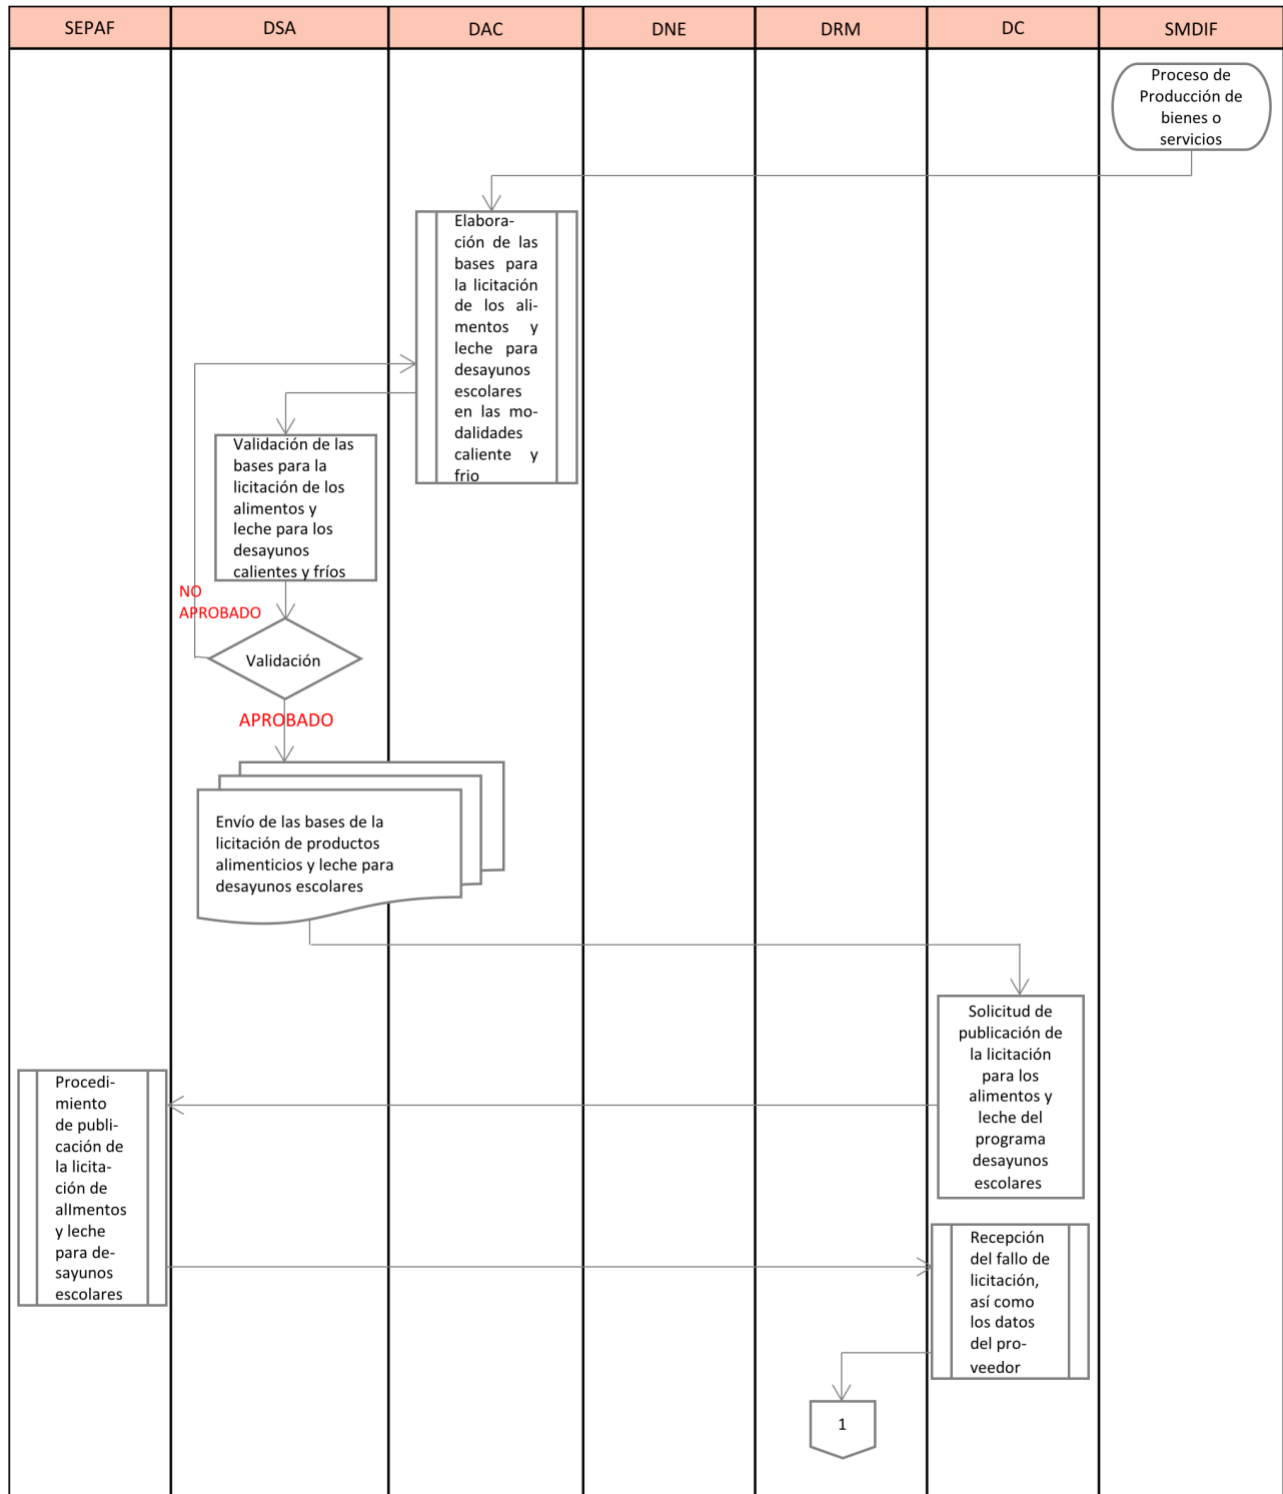 SEPAF
DSA
DAC
DNE
DRM
DC
SMDIF
Proceso de
Producción de
bienes o
servicios
Elabora-
ción de las
bases para
la licitación
de los ali-
mentos y
leche para
desayunos
escolares
en las mo-
dalidades
caliente y
frio
Validación de las
bases para la
licitación de los
alimentos y
leche para los
desayunos
calientes y fríos
NO
APROBADO
Validación
APROBADO
Envío de las bases de la
licitación de productos
alimenticios y leche para
desayunos escolares
Solicitud de
publicación de
la licitación
para los
alimentos y
leche del
programa
desayunos
escolares
Procedi-
miento
de publi-
cación de
la licita-
ción de
alImentos
y leche
para de-
sayunos
escolares
Recepción
del fallo de
licitación,
así como
los datos
del pro-
veedor
1